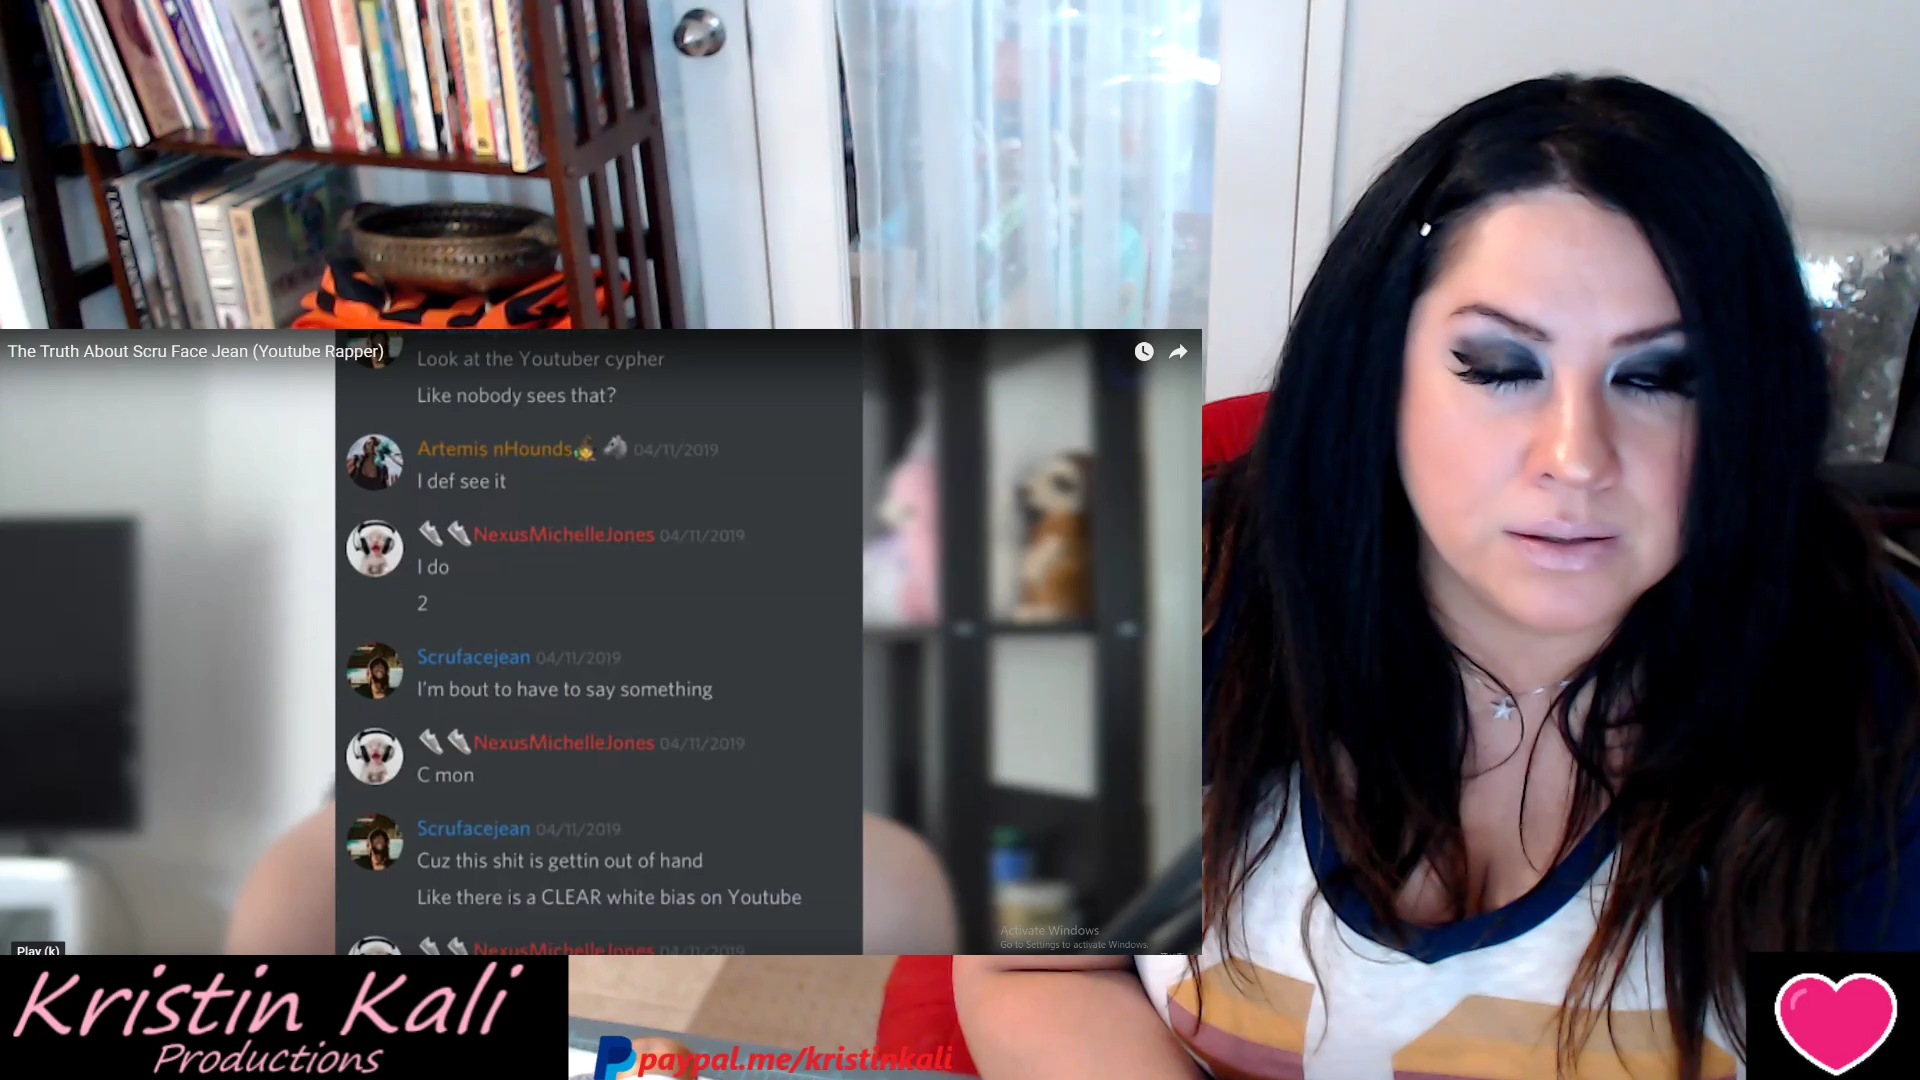 The Truth About Scru Face Jean (Youtube Rapper)
Look at the Youtuber cypher
Like nobody sees that?
Artemis nHounds 04/11/2019
I def see it
NexusMichelleJones 04/11/2019
I do
2
Scrufacejean 04/11/2019
I'm bout to have to say something
NexusMichelleJones 04/11/2019
C mon
Scrufacejean 04/11/2019
Cuz this shit is gettin out of hand
Like there is a CLEAR white bias on Youtube
NexusMichelleJones 04/11/2019
Activate Windows
Go to Settings to activate Windows.
Play (k)
Kristin Kali
Productions
paypal.me/kristinkali